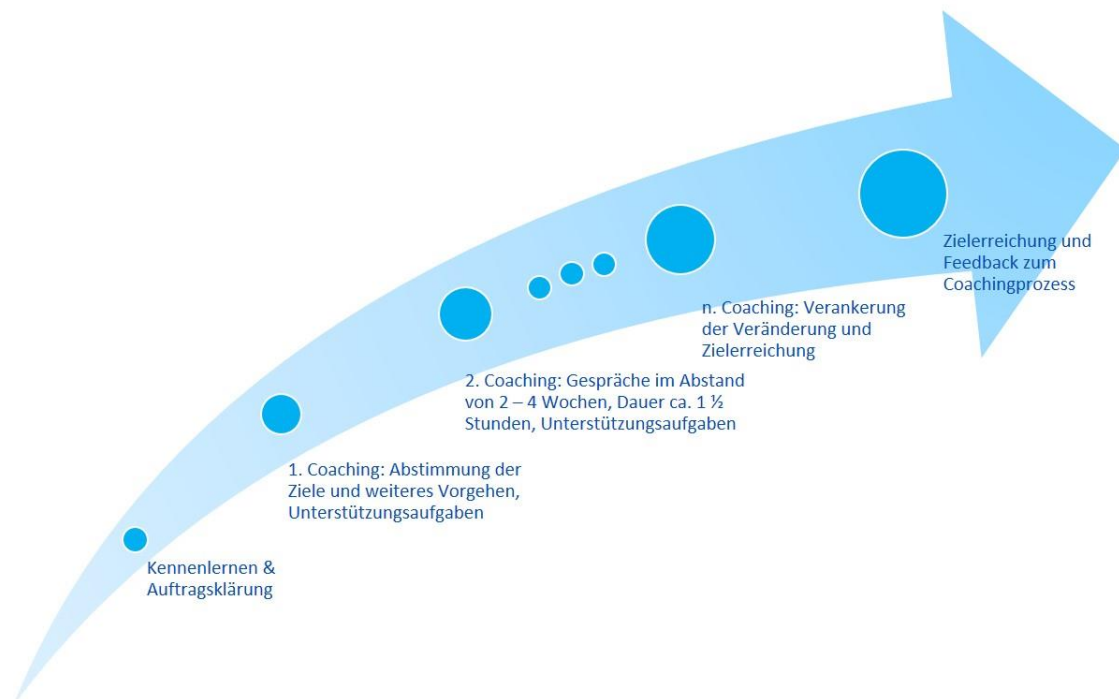 Kennenlernen &
Auftragsklärung
1. Coaching: Abstimmung der
Ziele und weiteres Vorgehen,
Unterstützungsaufgaben
2. Coaching: Gespräche im Abstand
von 2 – 4 Wochen, Dauer ca. 1 ½
Stunden, Unterstützungsaufgaben
n. Coaching: Verankerung
der Veränderung und
Zielerreichung
Zielerreichung und
Feedback zum
Coachingprozess